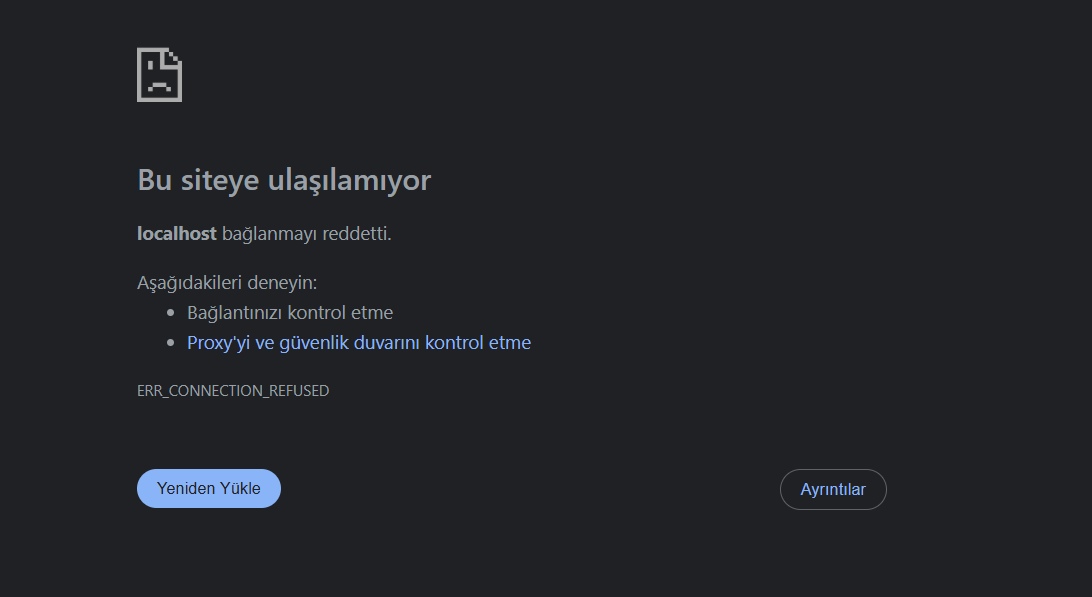 Bu siteye ulaşılamıyor
localhost bağlanmayı reddetti.
Aşağıdakileri deneyin:
Bağlantınızı kontrol etme
Proxy'yi ve güvenlik duvarını kontrol etme
ERR_CONNECTION_REFUSED
Yeniden Yükle
Ayrıntılar